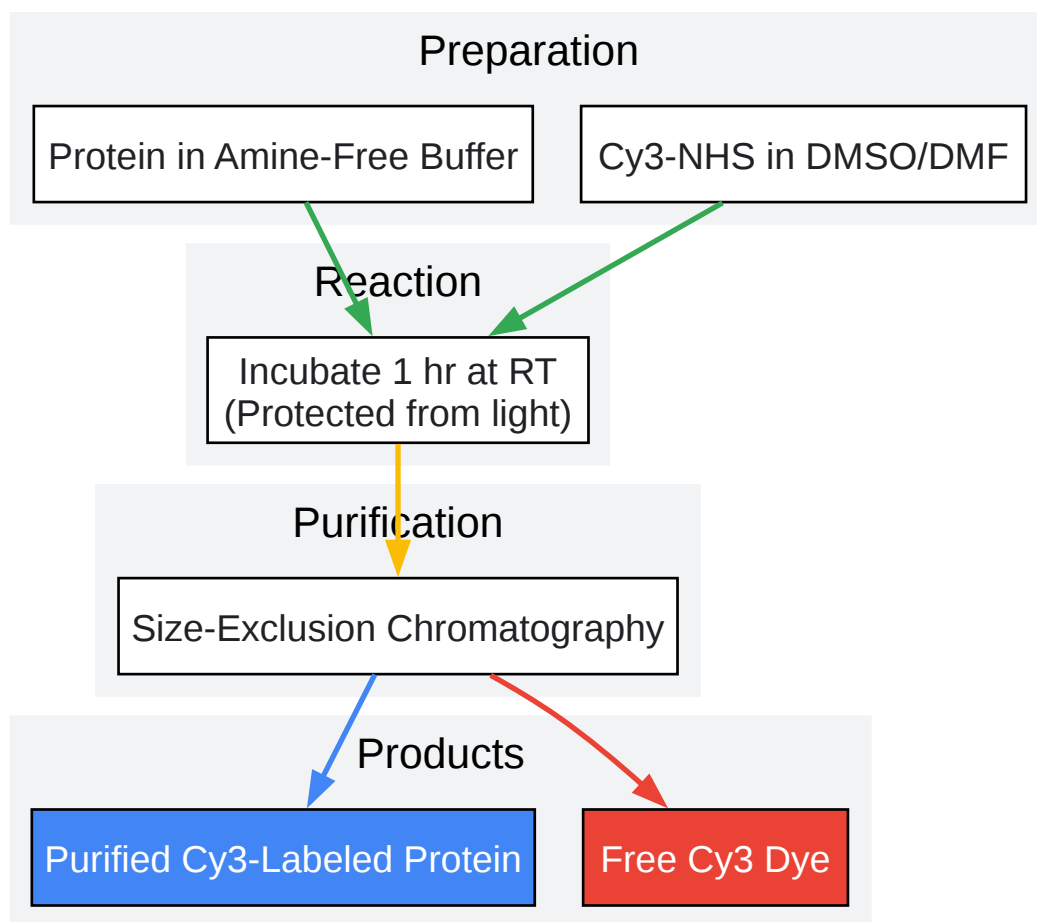 Preparation
Protein in Amine-Free Buffer
Cy3-NHS in DMSO/DMF
Reaction
Incubate 1 hr at RT
(Protected from light)
Purification
Size-Exclusion Chromatography
Products
Purified Cy3-Labeled Protein
Free Cy3 Dye